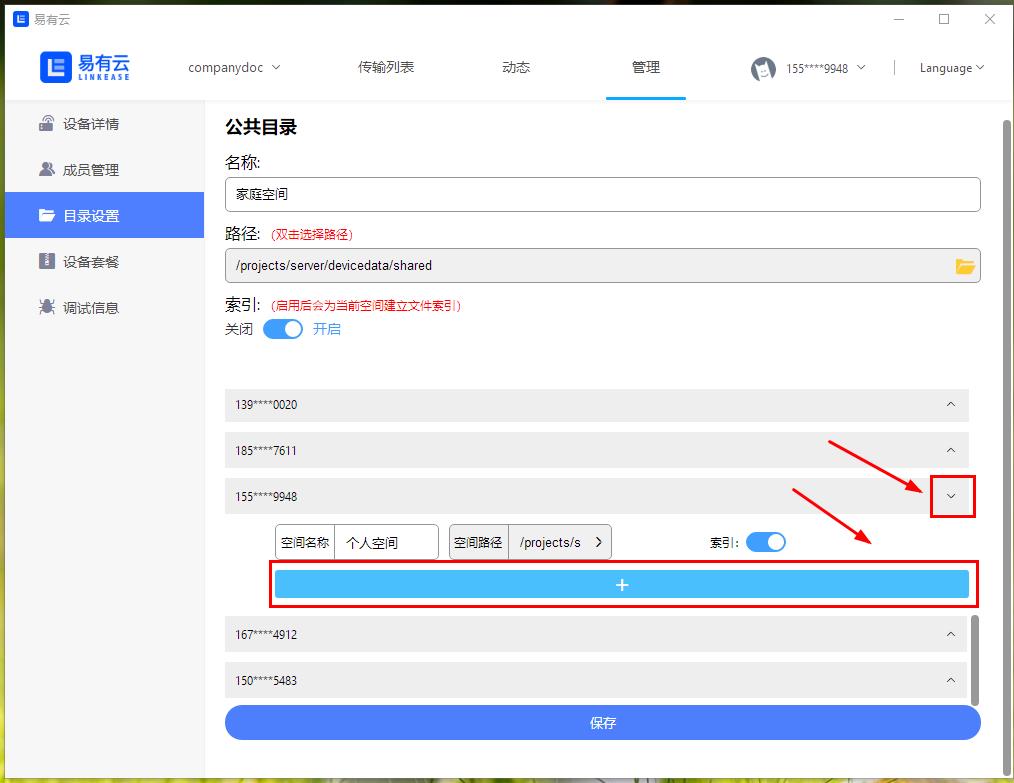 易有云
易有云
LINKEASE
companydoc
传输列表
动态
管理
155****9948
Language
设备详情
成员管理
目录设置
设备套餐
调试信息
公共目录
名称:
家庭空间
路径: (双击选择路径)
/projects/server/devicedata/shared
索引: (启用后会为当前空间建立文件索引)
关闭 开启
139****0020
185****7611
155****9948
空间名称 个人空间 空间路径 /projects/s 索引:
+
167****4912
150****5483
保存